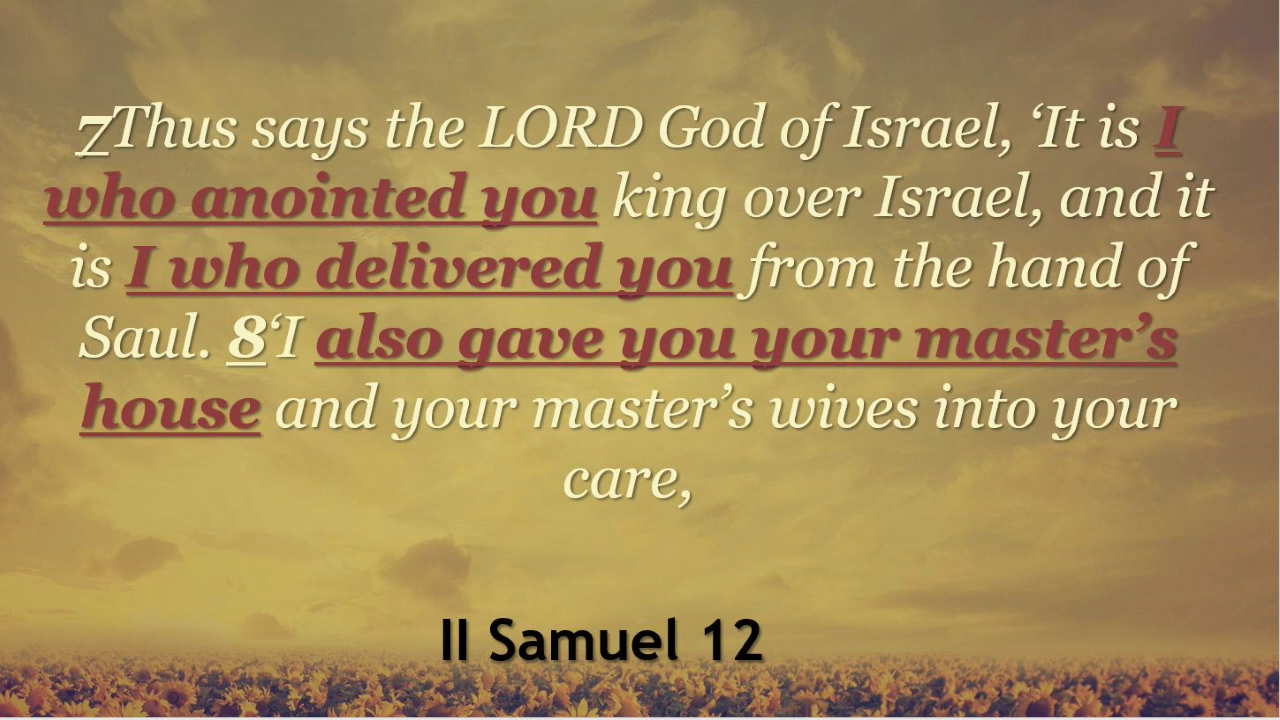 7Thus says the LORD God of Israel, ‘It is I
who anointed you king over Israel, and it
is I who delivered you from the hand of
Saul. 8‘I also gave you your master’s
house and your master’s wives into your
care,
II Samuel 12